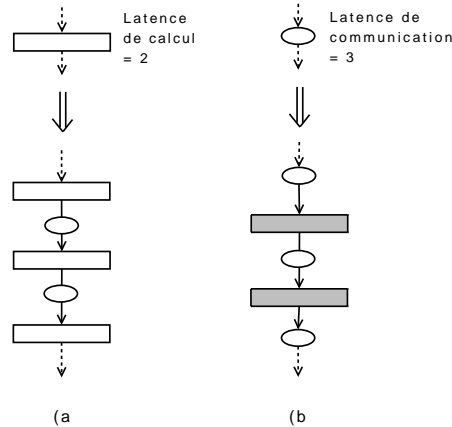 Latence
de calcul
= 2
Latence de
communication
= 3
(a
(b